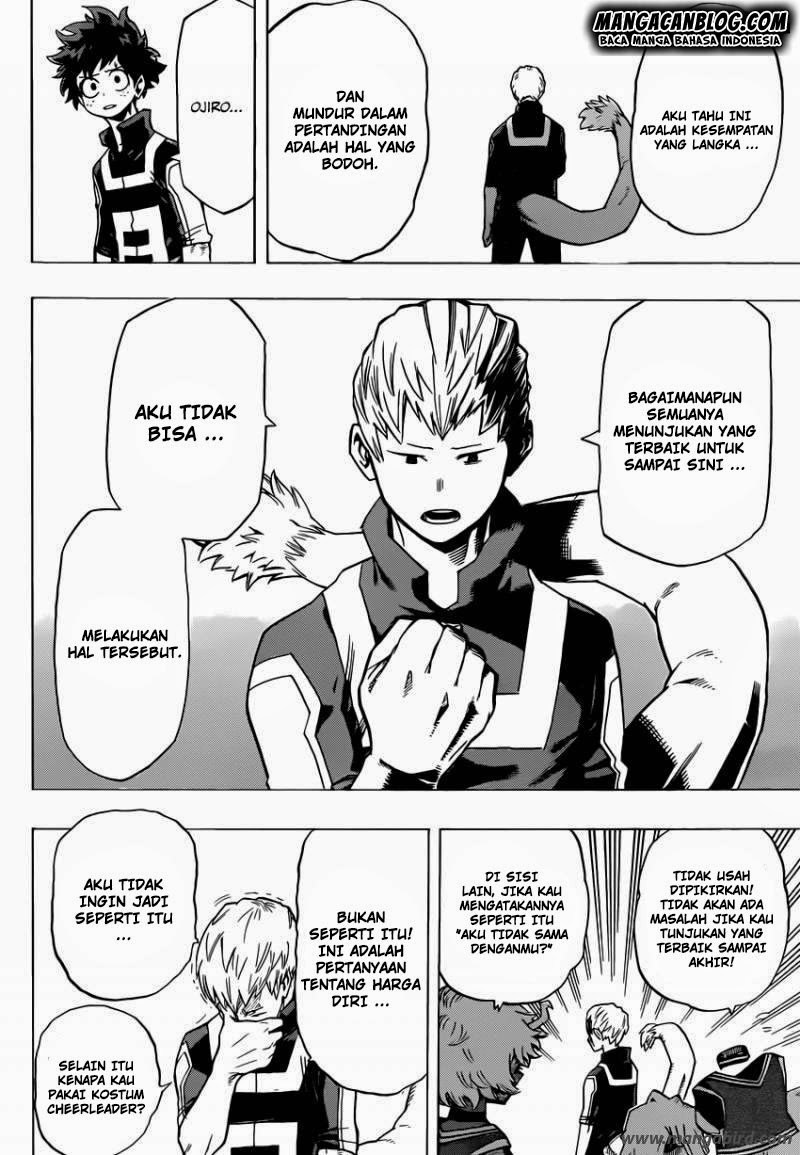 MANGACANBLOG.COM
BACA MANGA BAHASA INDONESIA
AKU TAHU INI
ADALAH KESEMPATAN
YANG LANGKA ...
DAN
MUNDUR DALAM
PERTANDINGAN
ADALAH HAL YANG
BODOH.
OJIRO...
BAGAIMANAPUN
SEMUANYA
MENUNJUKAN YANG
TERBAIK UNTUK
SAMPAI SINI ...
AKU TIDAK
BISA ...
MELAKUKAN
HAL TERSEBUT.
TIDAK USAH
DIPIKIRKAN!
TIDAK AKAN ADA
MASALAH JIKA KAU
TUNJUKAN YANG
TERBAIK SAMPAI
AKHIR!
DI SISI
LAIN, JIKA KAU
MENGATAKANNYA
SEPERTI ITU
"AKU TIDAK SAMA
DENGANMU?"
BUKAN
SEPERTI ITU!
INI ADALAH
PERTANYAAN
TENTANG HARGA
DIRI ...
AKU TIDAK
INGIN JADI
SEPERTI ITU
...
SELAIN ITU
KENAPA KAU
PAKAI KOSTUM
CHEERLEADER?
www.mangabird.com